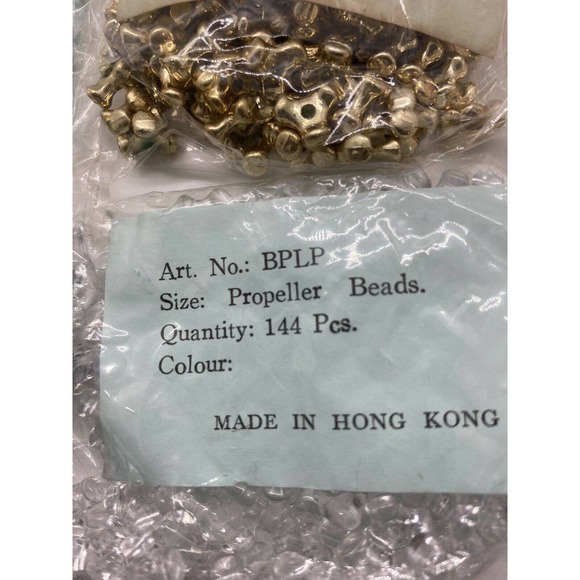 Art. No.: BPLP
Size: Propeller Beads.
Quantity: 144 Pcs.
Colour:
MADE IN HONG KONG